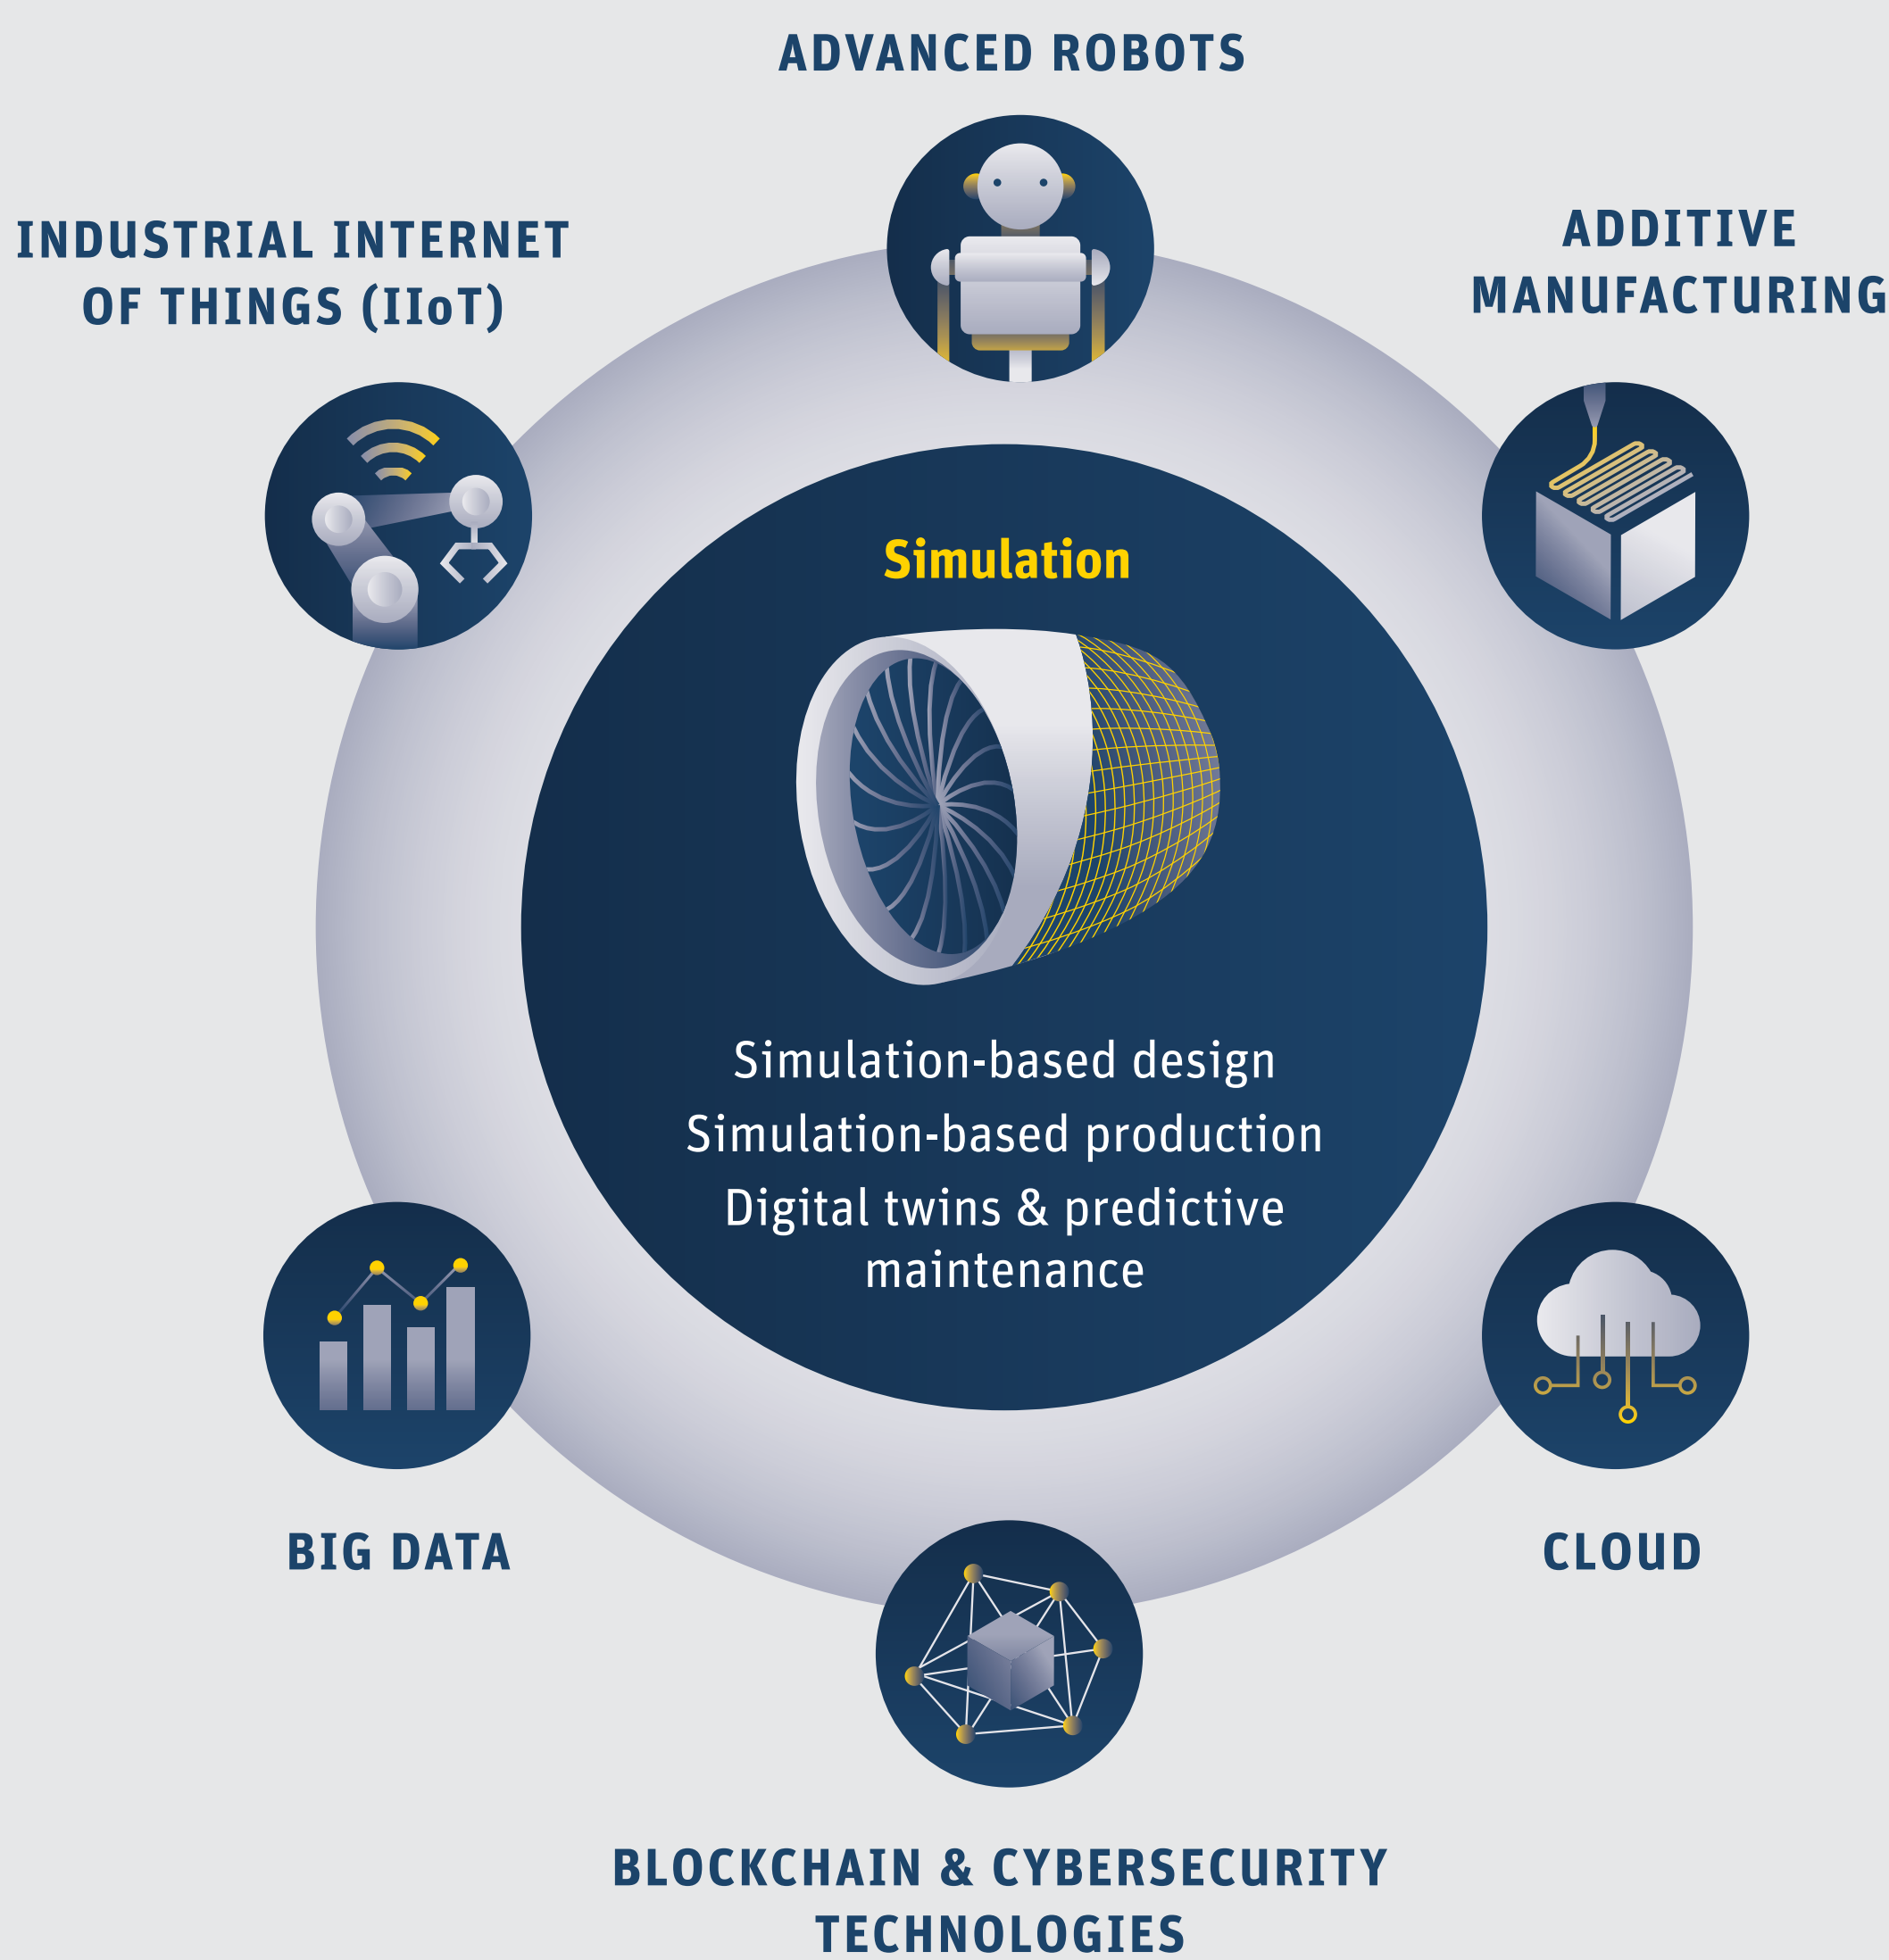 ADVANCED ROBOTS
INDUSTRIAL INTERNET
OF THINGS (IIoT)
ADDITIVE
MANUFACTURING
Simulation
Simulation-based design
Simulation-based production
Digital twins & predictive
maintenance
BIG DATA
CLOUD
BLOCKCHAIN & CYBERSECURITY
TECHNOLOGIES